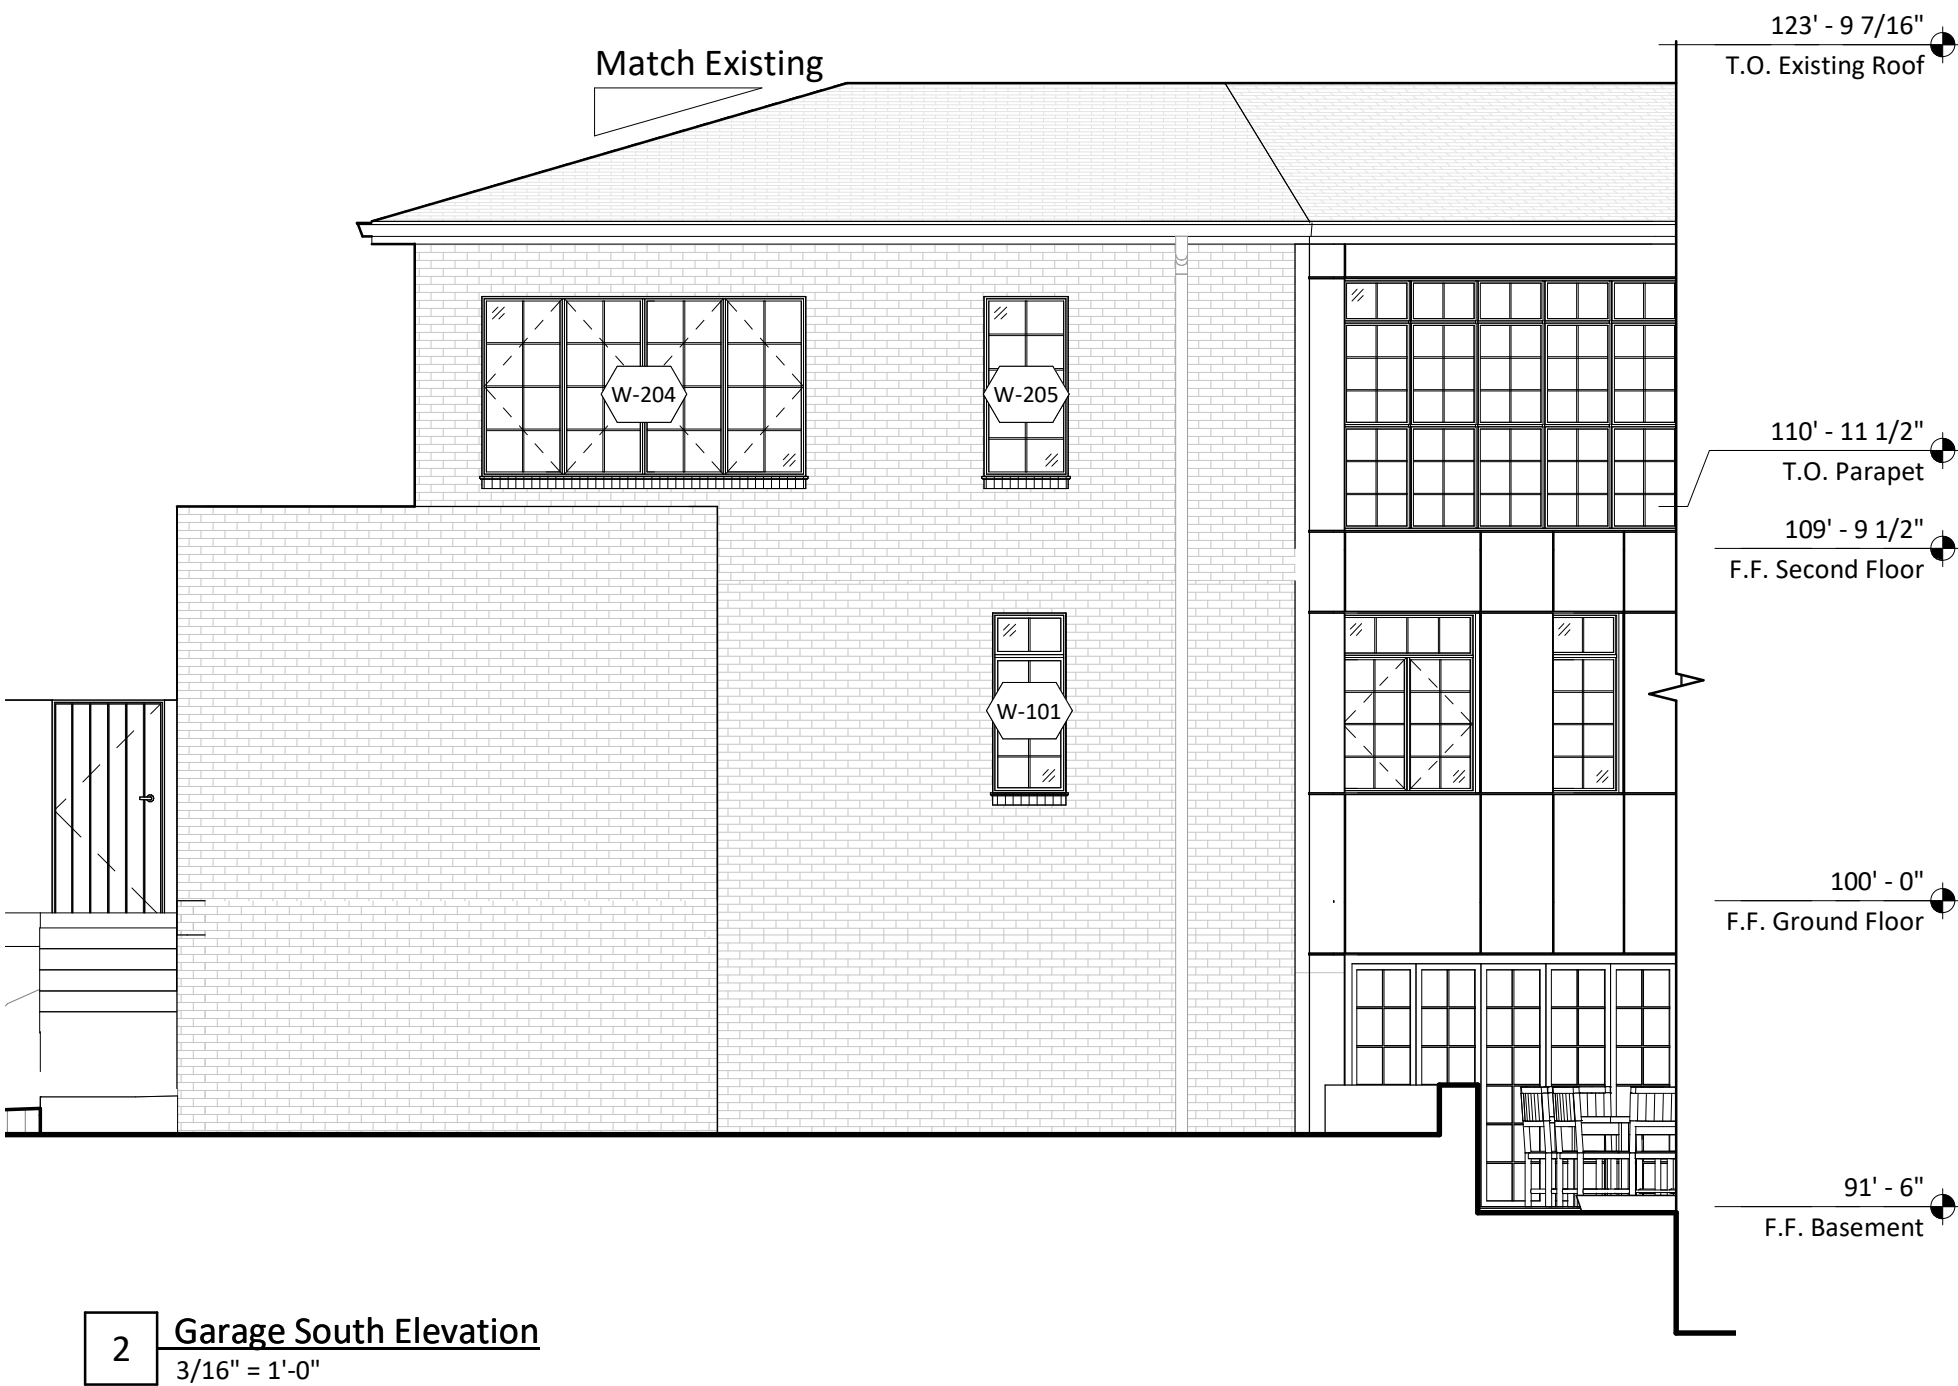 123' - 9 7/16"
T.O. Existing Roof
Match Existing
W-204
W-205
110' - 11 1/2"
T.O. Parapet
109' - 9 1/2"
F.F. Second Floor
W-101
100' - 0"
F.F. Ground Floor
91' - 6"
F.F. Basement
2
Garage South Elevation
3/16" = 1'-0"